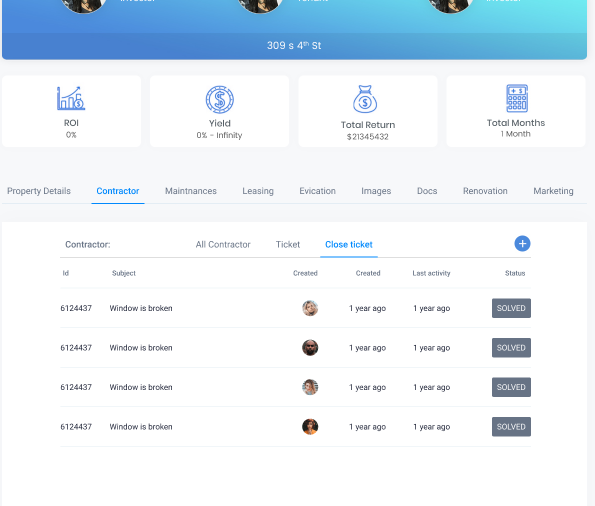 Investor Tenant Investor
309 s 4th St
ROI Yield Total Return Total Months
0% 0% - Infinity $21345432 1 Month
Property Details Contractor Maintnances Leasing Evication Images Docs Renovation Marketing
Contractor: All Contractor Ticket Close ticket
Id Subject Created Created Last activity Status
6124437 Window is broken 1 year ago 1 year ago SOLVED
6124437 Window is broken 1 year ago 1 year ago SOLVED
6124437 Window is broken 1 year ago 1 year ago SOLVED
6124437 Window is broken 1 year ago 1 year ago SOLVED